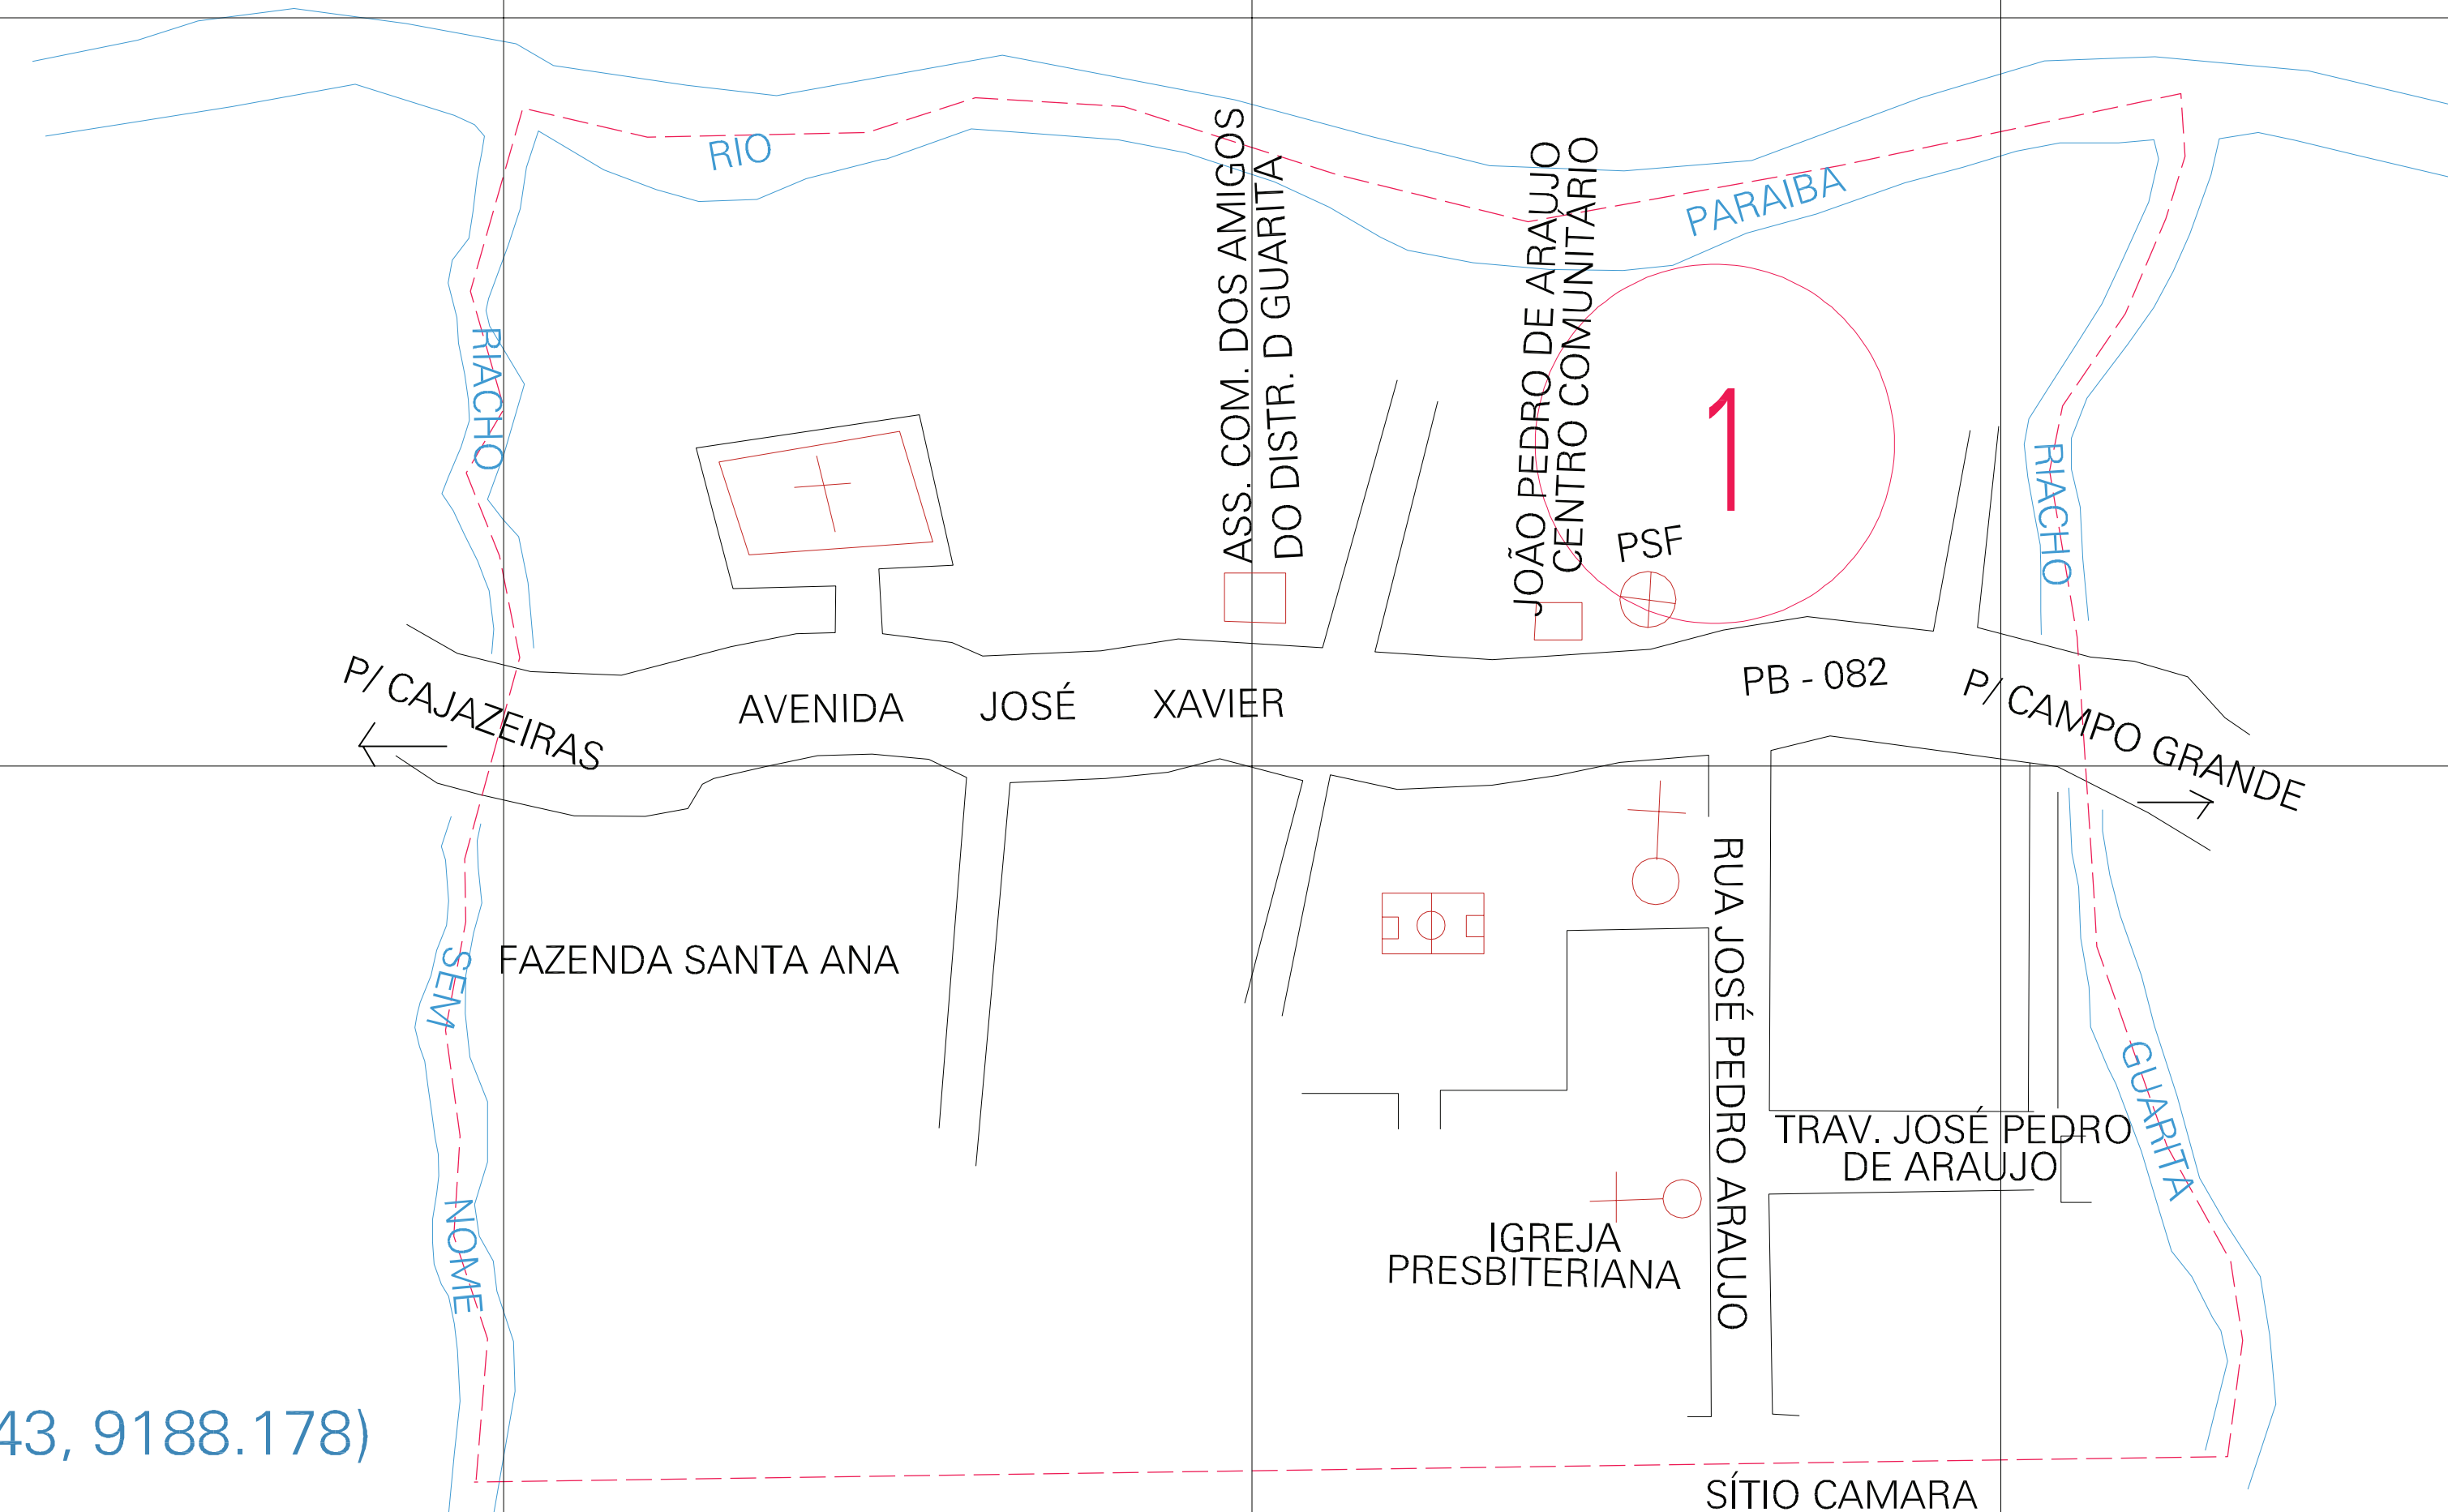 RIO
PARAIBA
RIACHO
ASS. COM. DOS AMIGOS
DO DISTR. D GUARITA
JOÃO PEDRO DE ARAUJO
CENTRO COMUNITÁRIO
1
PSF
RIACHO
P/ CAJAZEIRAS
AVENIDA JOSÉ XAVIER
PB - 082
P/ CAMPO GRANDE
RUA JOSÉ PEDRO ARAUJO
FAZENDA SANTA ANA
SEM
NOME
GUARITA
TRAV. JOSÉ PEDRO
DE ARAUJO
IGREJA
PRESBITERIANA
43, 9188.178)
SÍTIO CAMARA